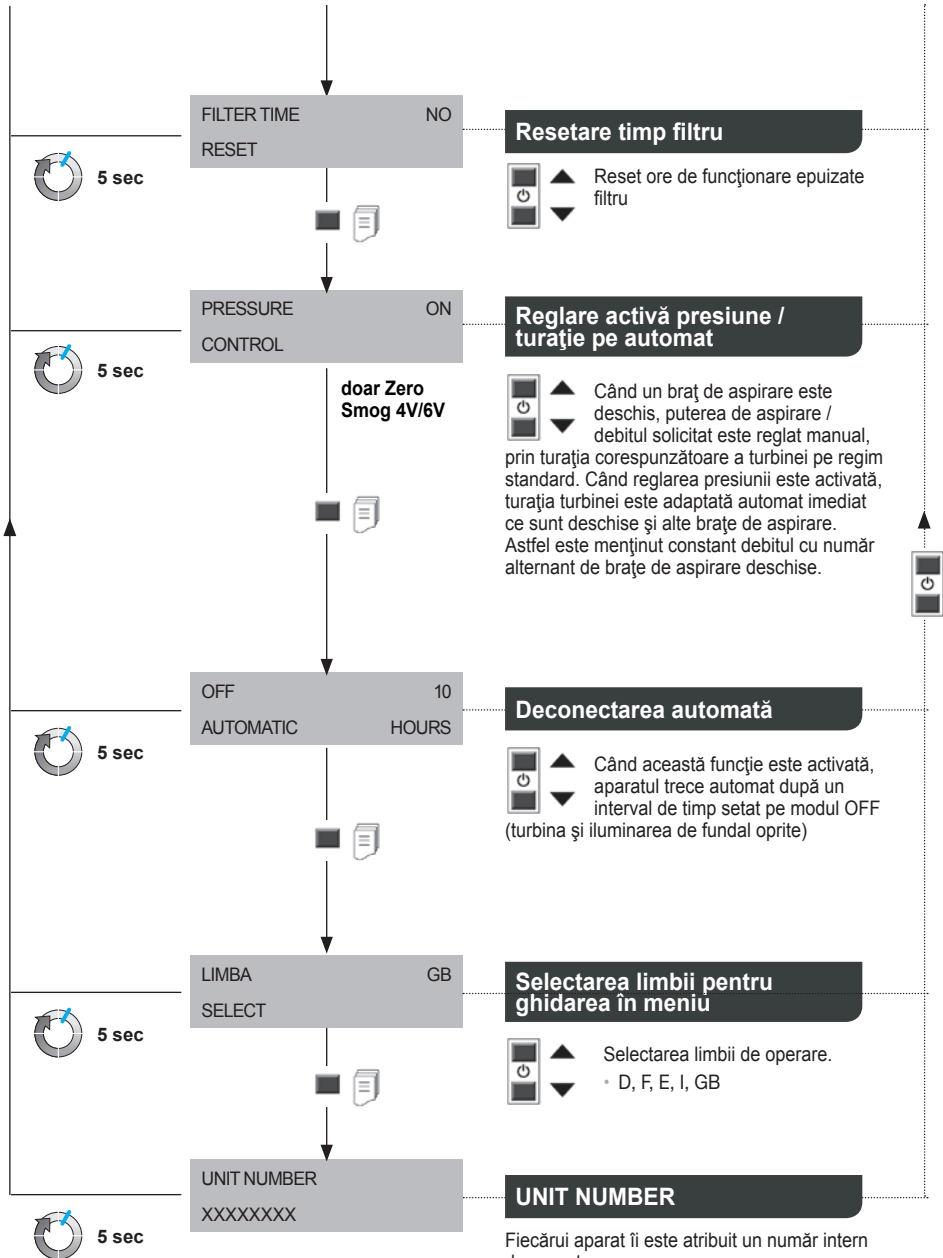 FILTER TIME NO
RESET
5 sec
Resetare timp filtru
Reset ore de funcţionare epuizate
filtru
PRESSURE ON
CONTROL
5 sec
doar Zero
Smog 4V/6V
Reglare activă presiune /
turaţie pe automat
Când un braţ de aspirare este
deschis, puterea de aspirare /
debitul solicitat este reglat manual,
prin turaţia corespunzătoare a turbinei pe regim
standard. Când reglarea presiunii este activată,
turaţia turbinei este adaptată automat imediat
ce sunt deschise şi alte braţe de aspirare.
Astfel este menţinut constant debitul cu număr
alternant de braţe de aspirare deschise.
OFF 10
AUTOMATIC HOURS
5 sec
Deconectarea automată
Când această funcţie este activată,
aparatul trece automat după un
interval de timp setat pe modul OFF
(turbina şi iluminarea de fundal oprite)
LIMBA GB
SELECT
5 sec
Selectarea limbii pentru
ghidarea în meniu
Selectarea limbii de operare.
• D, F, E, I, GB
UNIT NUMBER
XXXXXXXX
5 sec
UNIT NUMBER
Fiecărui aparat îi este atribuit un număr intern